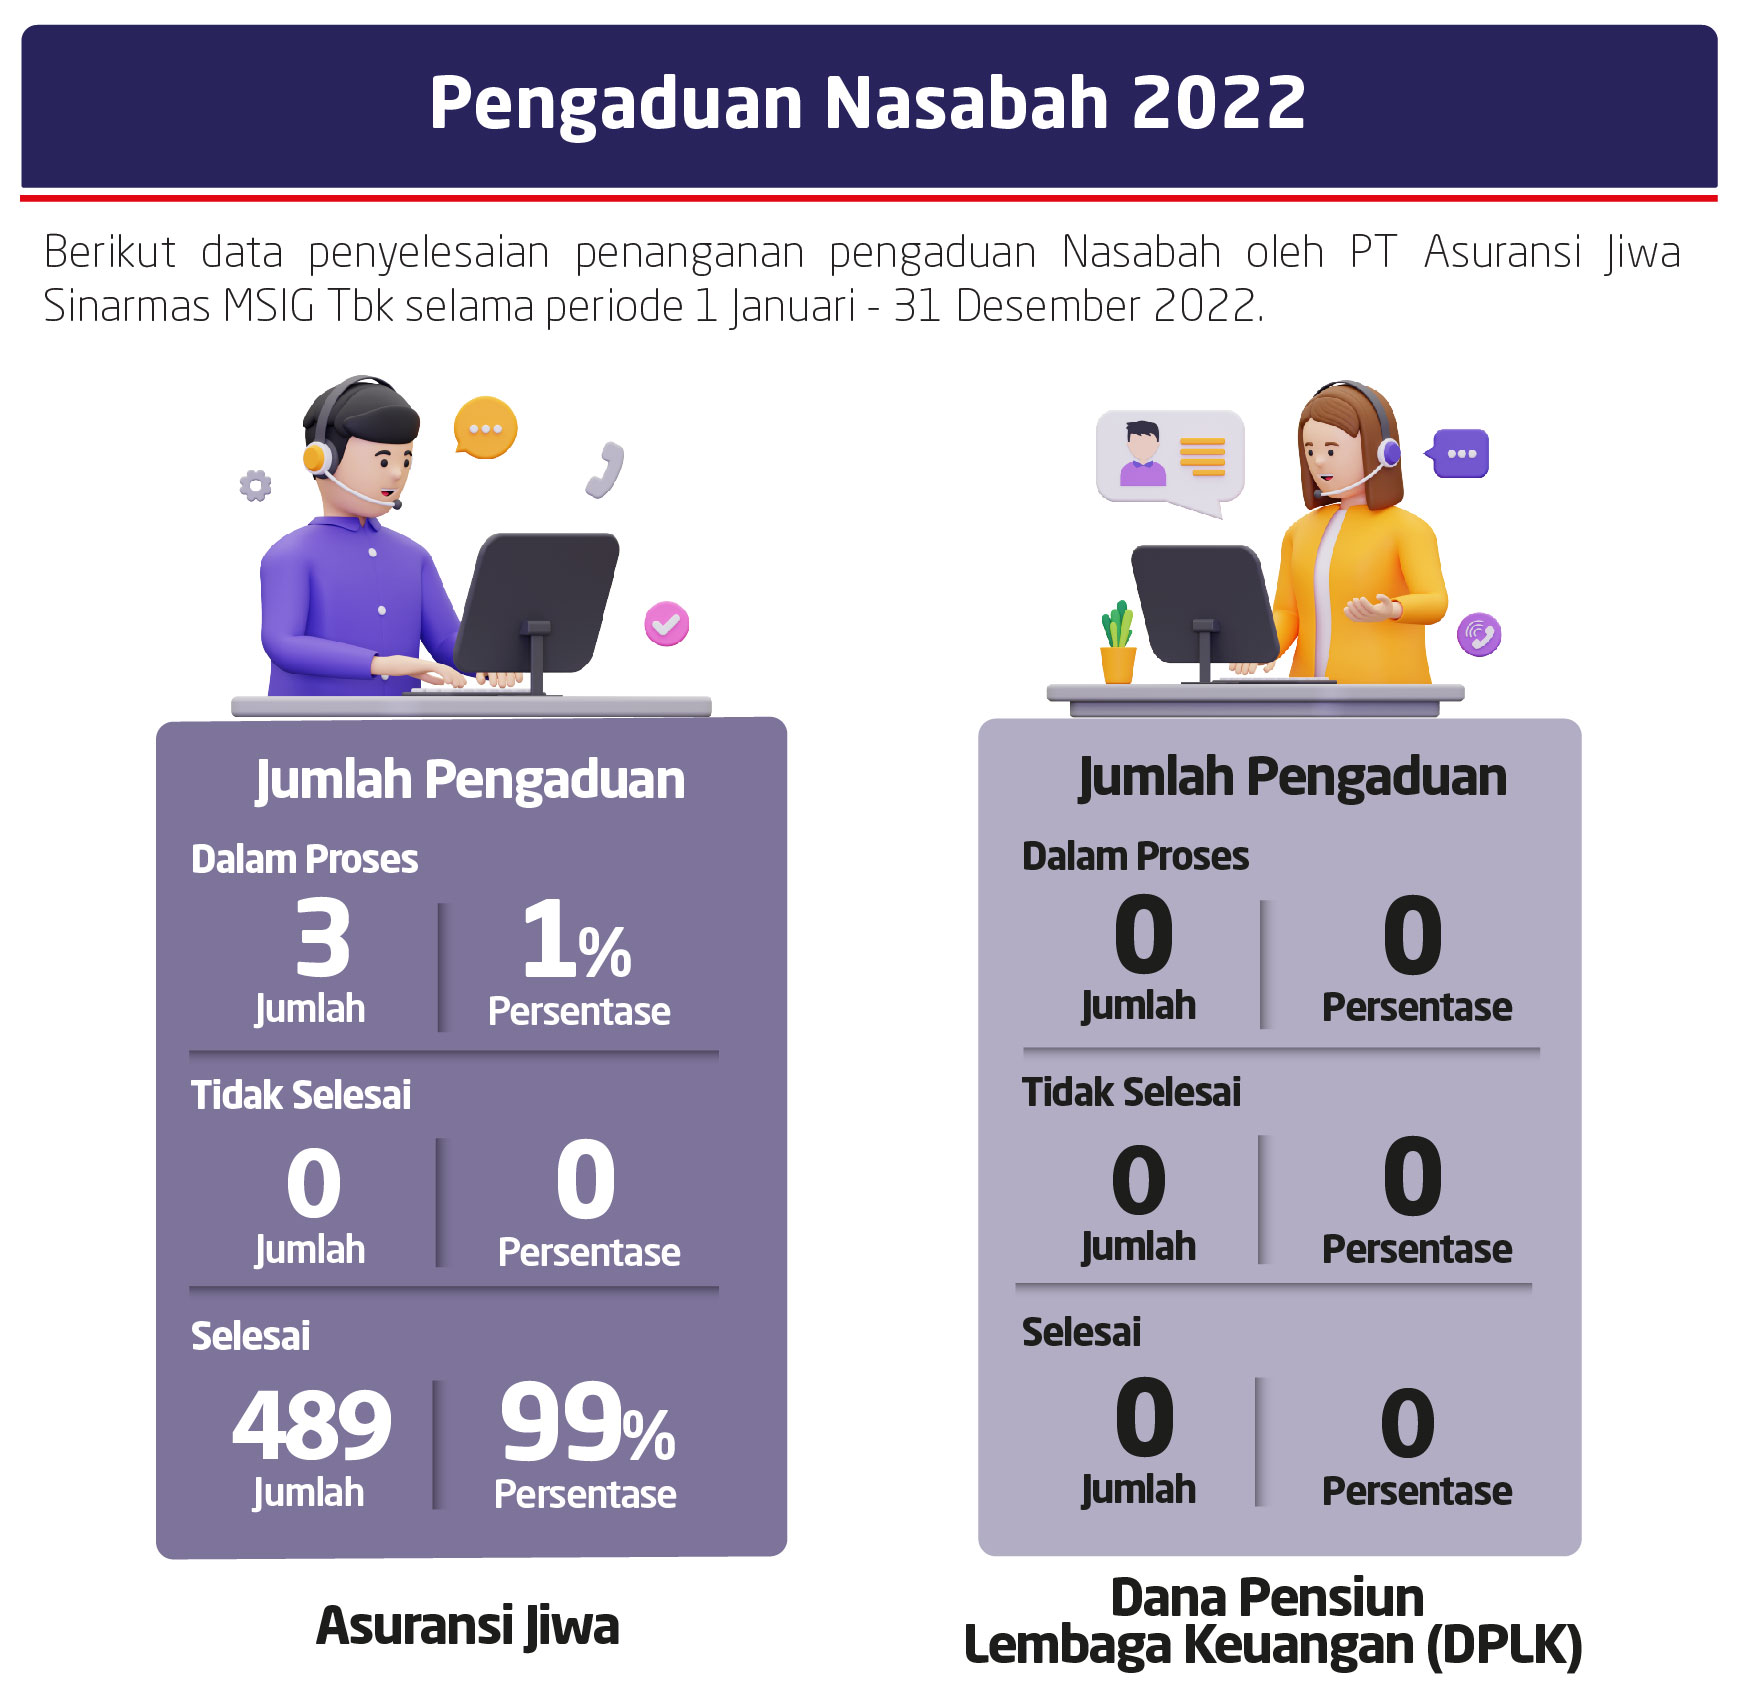 Pengaduan Nasabah 2022
Berikut data penyelesaian penanganan pengaduan Nasabah oleh PT Asuransi Jiwa
Sinarmas MSIG Tbk selama periode 1 Januari - 31 Desember 2022.
Jumlah Pengaduan
Dalam Proses
3 1%
Jumlah Persentase
Tidak Selesai
0 0
Jumlah Persentase
Selesai
489 99%
Jumlah Persentase
Asuransi Jiwa
Jumlah Pengaduan
Dalam Proses
0 0
Jumlah Persentase
Tidak Selesai
0 0
Jumlah Persentase
Selesai
0 0
Jumlah Persentase
Dana Pensiun
Lembaga Keuangan (DPLK)